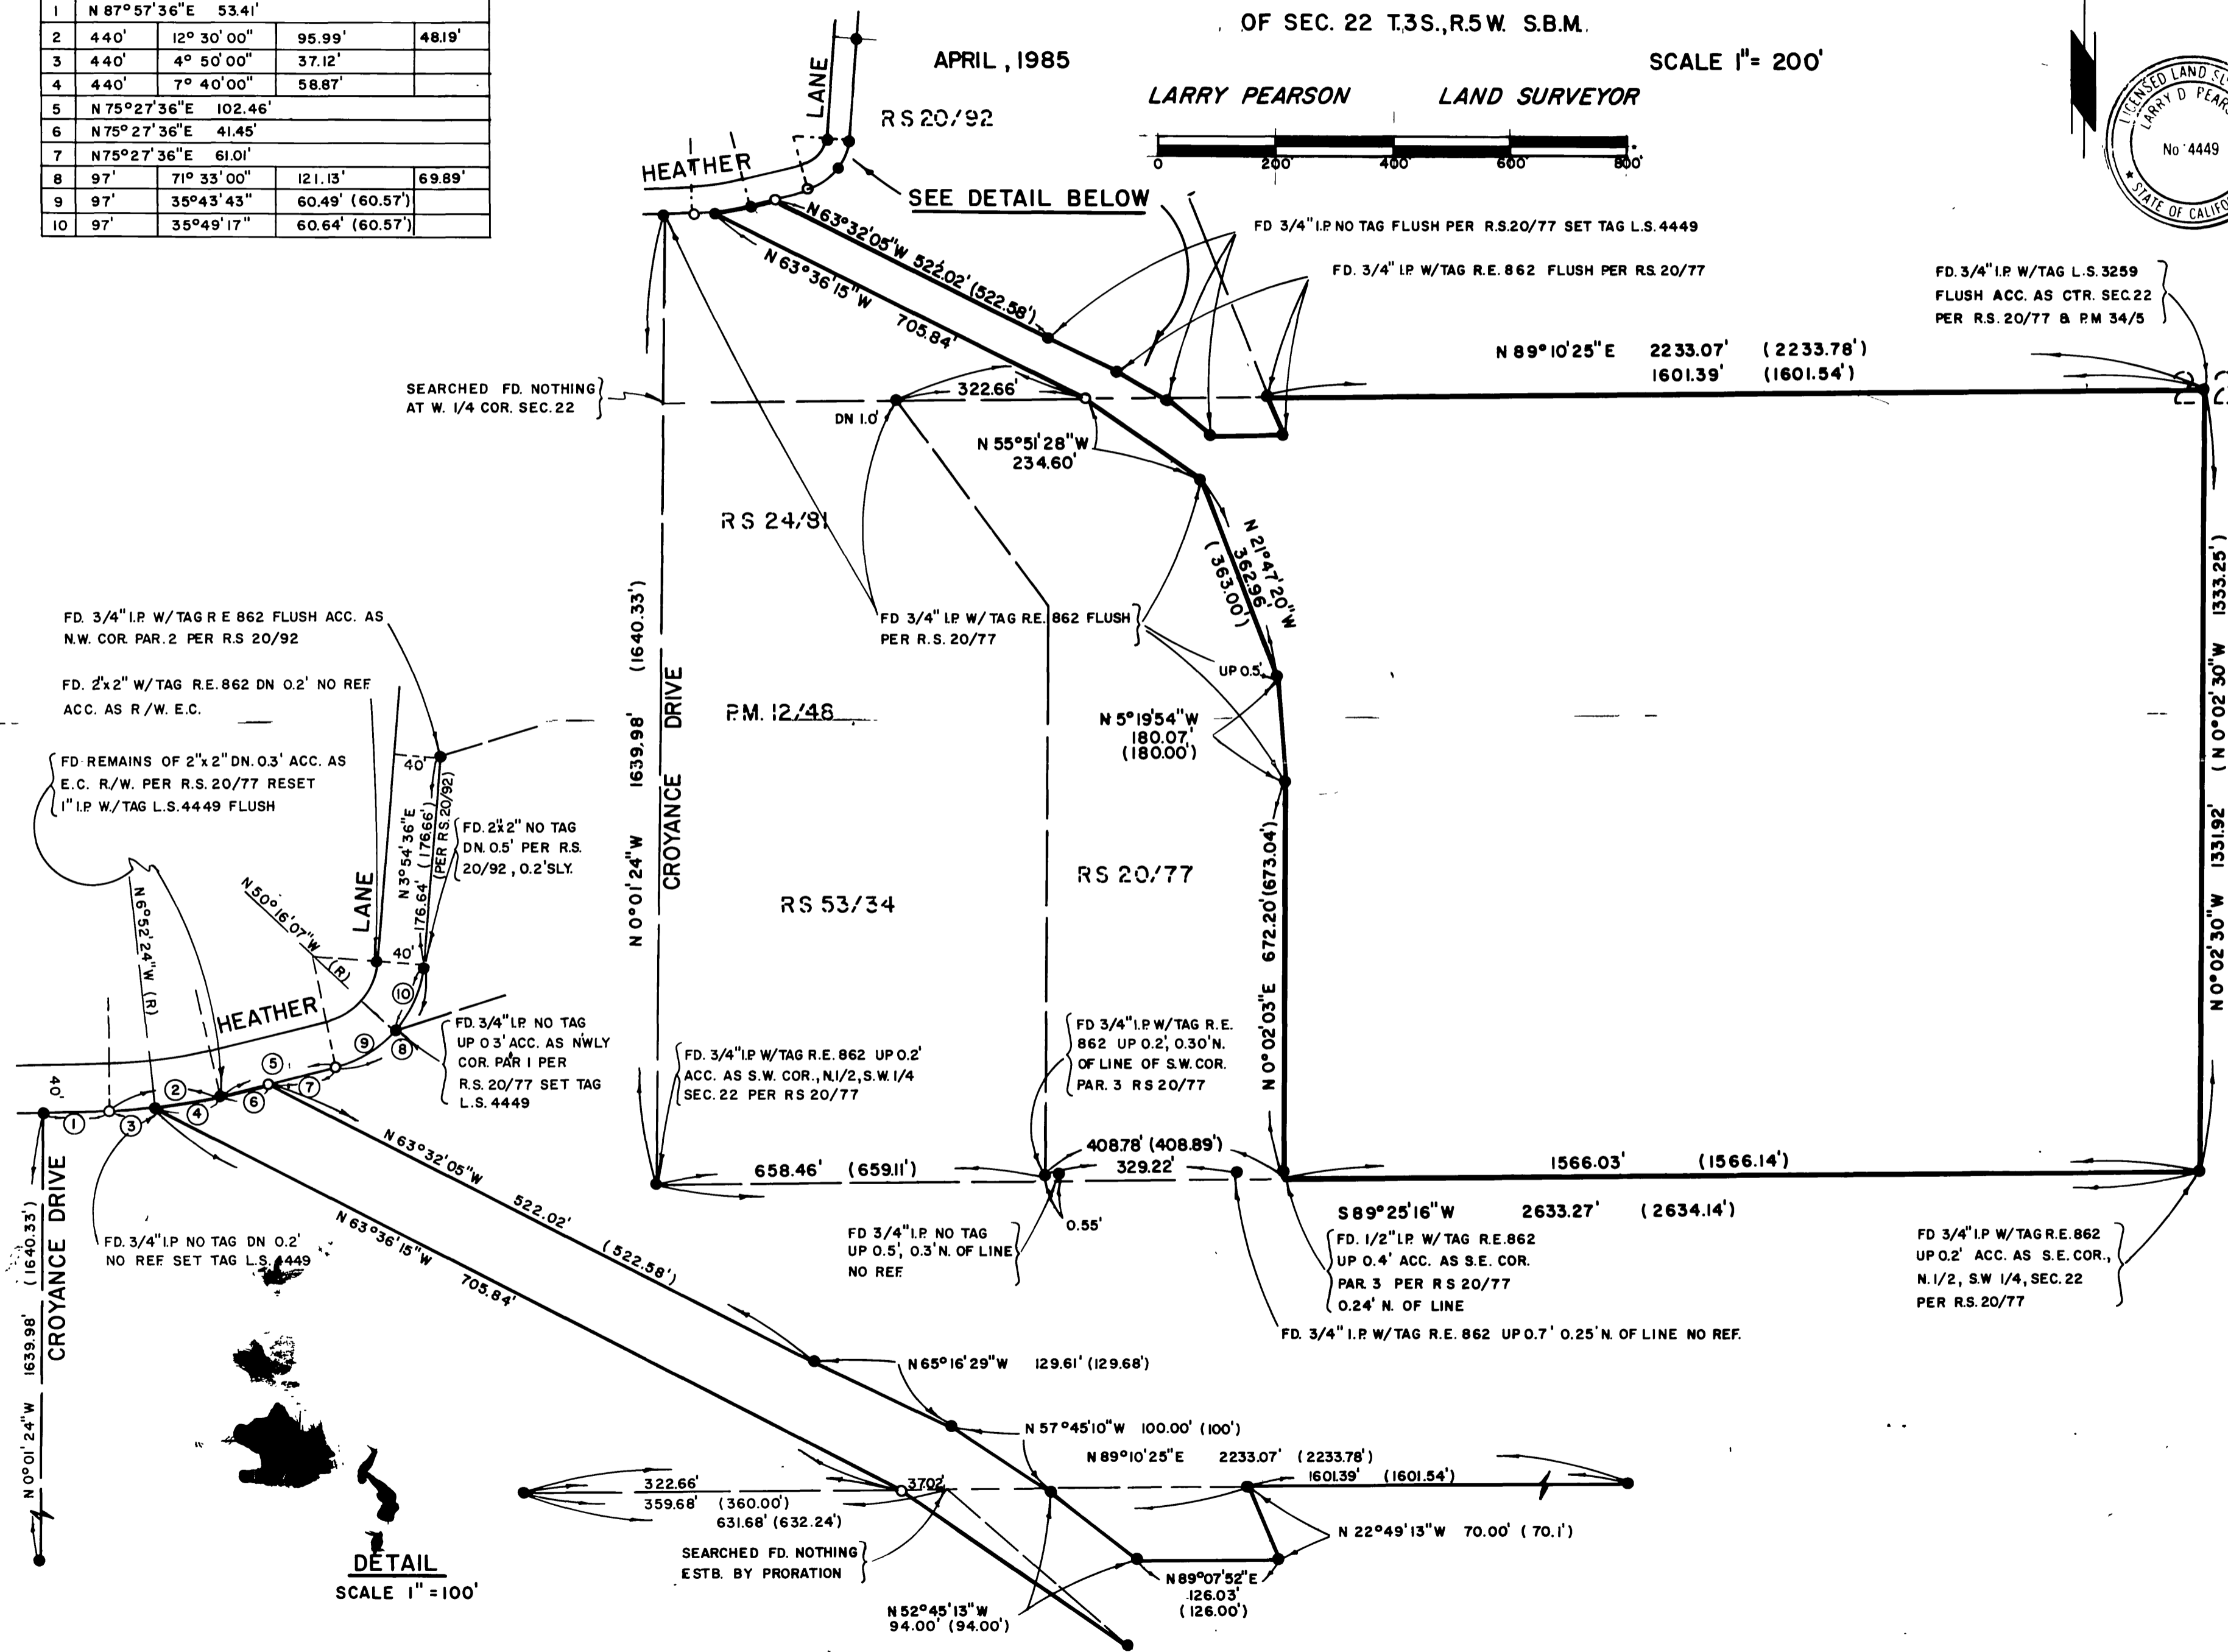 1 N 87°57'36"E 53.41'
2 440' 12° 30' 00" 95.99' 48.19'
3 440' 4° 50' 00" 37.12'
4 440' 7° 40' 00" 58.87'
5 N 75°27'36"E 102.46'
6 N 75°27'36"E 41.45'
7 N 75°27'36"E 61.01'
8 97' 71° 33' 00" 121.13' 69.89'
9 97' 35°43'43" 60.49' (60.57')
10 97' 35°49'17" 60.64' (60.57')
OF SEC. 22 T.3S., R.5W. S.B.M.
APRIL, 1985
SCALE 1"= 200'
LARRY PEARSON LAND SURVEYOR
0 200' 400' 600' 800'
LICENSED LAND
LARRY D
No. 4449
STATE OF
LANE
RS 20/92
HEATHER
SEE DETAIL BELOW
N 63°32'05"W 522.02' (522.58')
N 63°36'15"W 705.84'
FD 3/4" I.P. NO TAG FLUSH PER R.S.20/77 SET TAG L.S.4449
FD. 3/4" I.P. W/TAG R.E. 862 FLUSH PER RS. 20/77
FD. 3/4" I.P. W/TAG L.S. 3259
FLUSH ACC. AS CTR. SEC.22
PER R.S. 20/77 & P.M 34/5
N 89°10'25"E 2233.07' (2233.78')
1601.39' (1601.54')
SEARCHED FD. NOTHING
AT W. 1/4 COR. SEC. 22
322.66'
DN 1.0'
N 55°51'28"W
234.60'
RS 24/81
N 21°47'20"W
362.96'
(363.00')
N 0°01'24"W 1639.98' (1640.33')
CROYANCE DRIVE
FD 3/4" I.P. W/TAG R.E. 862 FLUSH
PER R.S. 20/77
UP 0.5'
P.M. 12/48
N 5°19'54"W
180.07'
(180.00')
RS 20/77
RS 53/34
N 0°02'03"E 672.20' (673.04')
N 0°02'30"W 1331.92' (N 0°02'30"W 1333.25')
FD. 3/4" I.P. W/ TAG R E 862 FLUSH ACC. AS
N.W. COR. PAR. 2 PER R.S 20/92
FD. 2"x2" W/TAG R.E. 862 DN 0.2' NO REF.
ACC. AS R/W. E.C.
FD REMAINS OF 2"x 2" DN. 0.3' ACC. AS
E.C. R./W. PER R.S. 20/77 RESET
1" I.P. W./TAG L.S.4449 FLUSH
40'
N 3°54'36"E
176.64' (176.66')
(PER RS.20/92)
FD. 2"x2" NO TAG
DN. 0.5' PER R.S.
20/92, 0.2' SLY.
N 6°52'24"W (R)
N 50°16'07"W (R)
LANE
40'
HEATHER
40'
1
2
3
4
5
6
7
8
9
10
FD. 3/4" I.P. NO TAG
UP 0.3' ACC. AS NWLY
COR. PAR 1 PER
R.S. 20/77 SET TAG
L.S. 4449
FD. 3/4" I.P. W/TAG R.E. 862 UP 0.2'
ACC. AS S.W. COR., N.1/2, S.W. 1/4
SEC. 22 PER RS 20/77
FD 3/4" I.P. W/TAG R.E.
862 UP 0.2', 0.30' N.
OF LINE OF S.W. COR.
PAR. 3 RS 20/77
408.78' (408.89')
658.46' (659.11')
329.22'
0.55'
1566.03' (1566.14')
S 89°25'16"W 2633.27' (2634.14')
FD 3/4" I.P. NO TAG
UP 0.5', 0.3' N. OF LINE
NO REF.
FD. 1/2" I.P. W/ TAG R.E.862
UP 0.4' ACC. AS S.E. COR.
PAR. 3 PER R S 20/77
0.24' N. OF LINE
FD. 3/4" I.P. W/TAG R.E. 862 UP 0.7' 0.25' N. OF LINE NO REF.
FD 3/4" I.P W/TAG R.E. 862
UP 0.2' ACC. AS S.E. COR.,
N. 1/2, S.W 1/4, SEC. 22
PER R.S. 20/77
FD. 3/4" I.P. NO TAG DN 0.2'
NO REF. SET TAG L.S. 4449
N 0°01'24"W 1639.98' (1640.33')
CROYANCE DRIVE
N 63°32'05"W 522.02' (522.58')
N 63°36'15"W 705.84'
N 65°16'29"W 129.61' (129.68')
N 57°45'10"W 100.00' (100')
N 89°10'25"E 2233.07' (2233.78')
1601.39' (1601.54')
322.66'
37.02'
359.68' (360.00')
631.68' (632.24')
SEARCHED FD. NOTHING
ESTB. BY PRORATION
N 22°49'13"W 70.00' (70.1')
N 89°07'52"E
126.03'
(126.00')
N 52°45'13"W
94.00' (94.00')
DETAIL
SCALE 1" = 100'